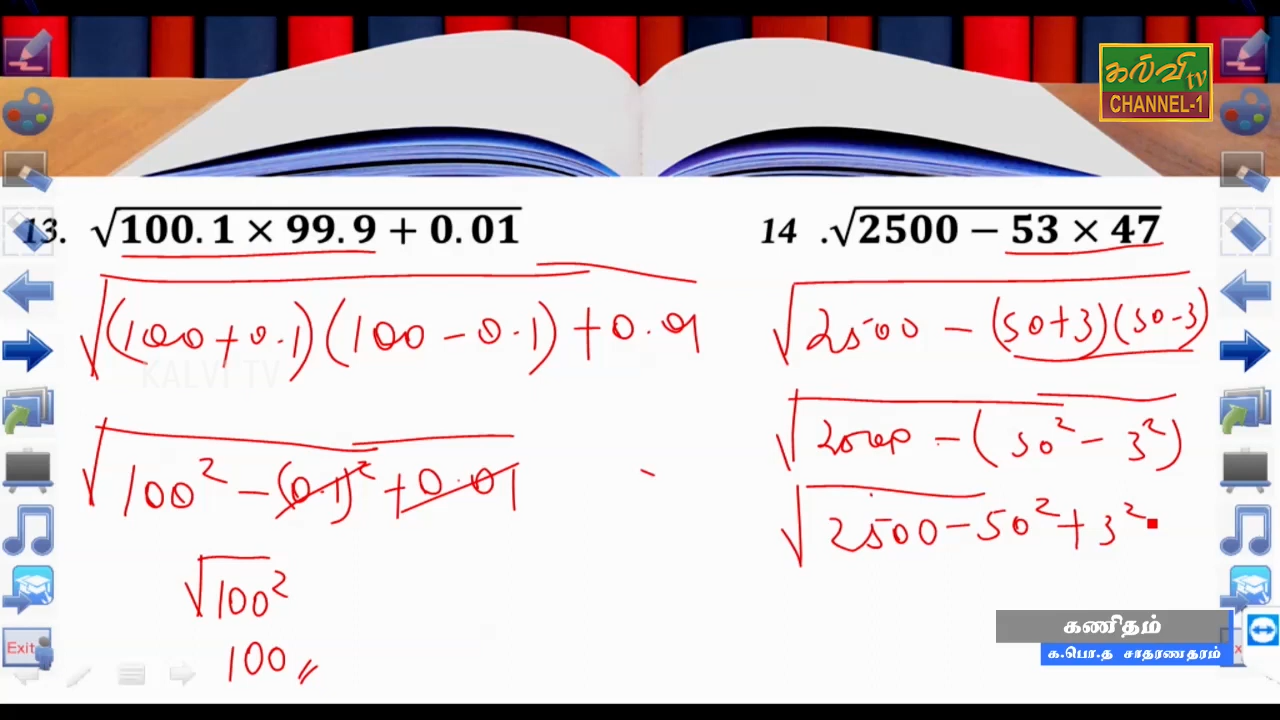 கல்வி tv
CHANNEL-1
13. √100.1 × 99.9 + 0.01
√(100+0.1)(100-0.1)+0.01
KALVI TV
√100² - (0.1)² + 0.01
√100²
100
14 .√2500 − 53 × 47
√2500 - (50+3)(50-3)
√2500 - (50² - 3²)
√2500 - 50² + 3²
கணிதம்
க.பொ.த சாதரணதரம்
Exit